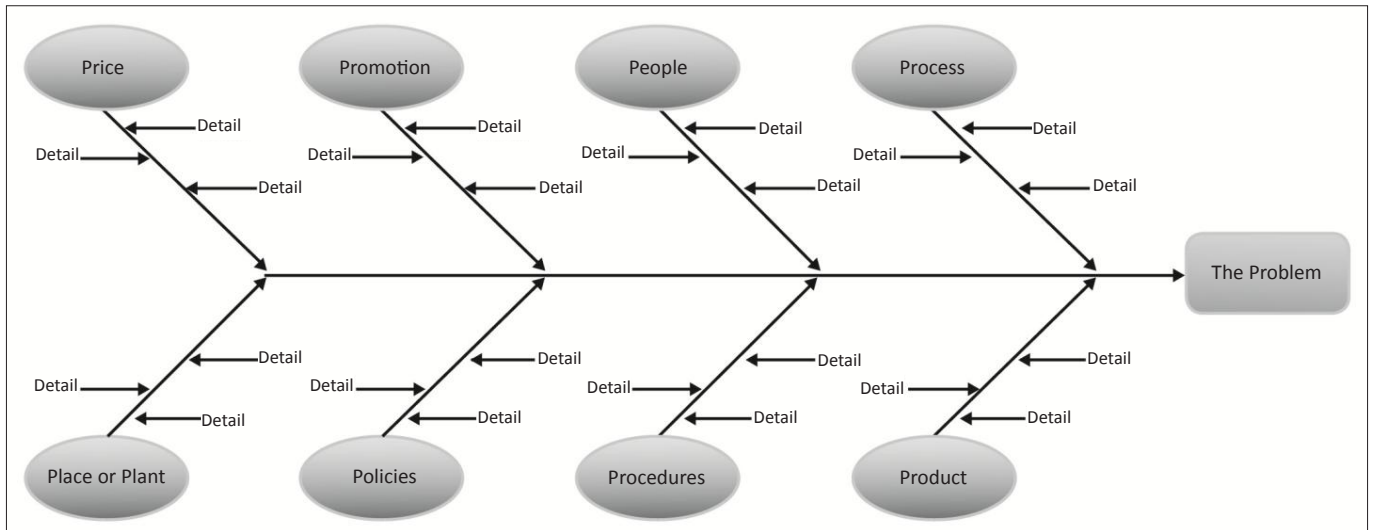 Price
Promotion
People
Process
Detail
Detail
Detail
Detail
Detail
Detail
Detail
Detail
Detail
Detail
Detail
Detail
The Problem
Detail
Detail
Detail
Detail
Detail
Detail
Detail
Detail
Detail
Detail
Detail
Detail
Place or Plant
Policies
Procedures
Product